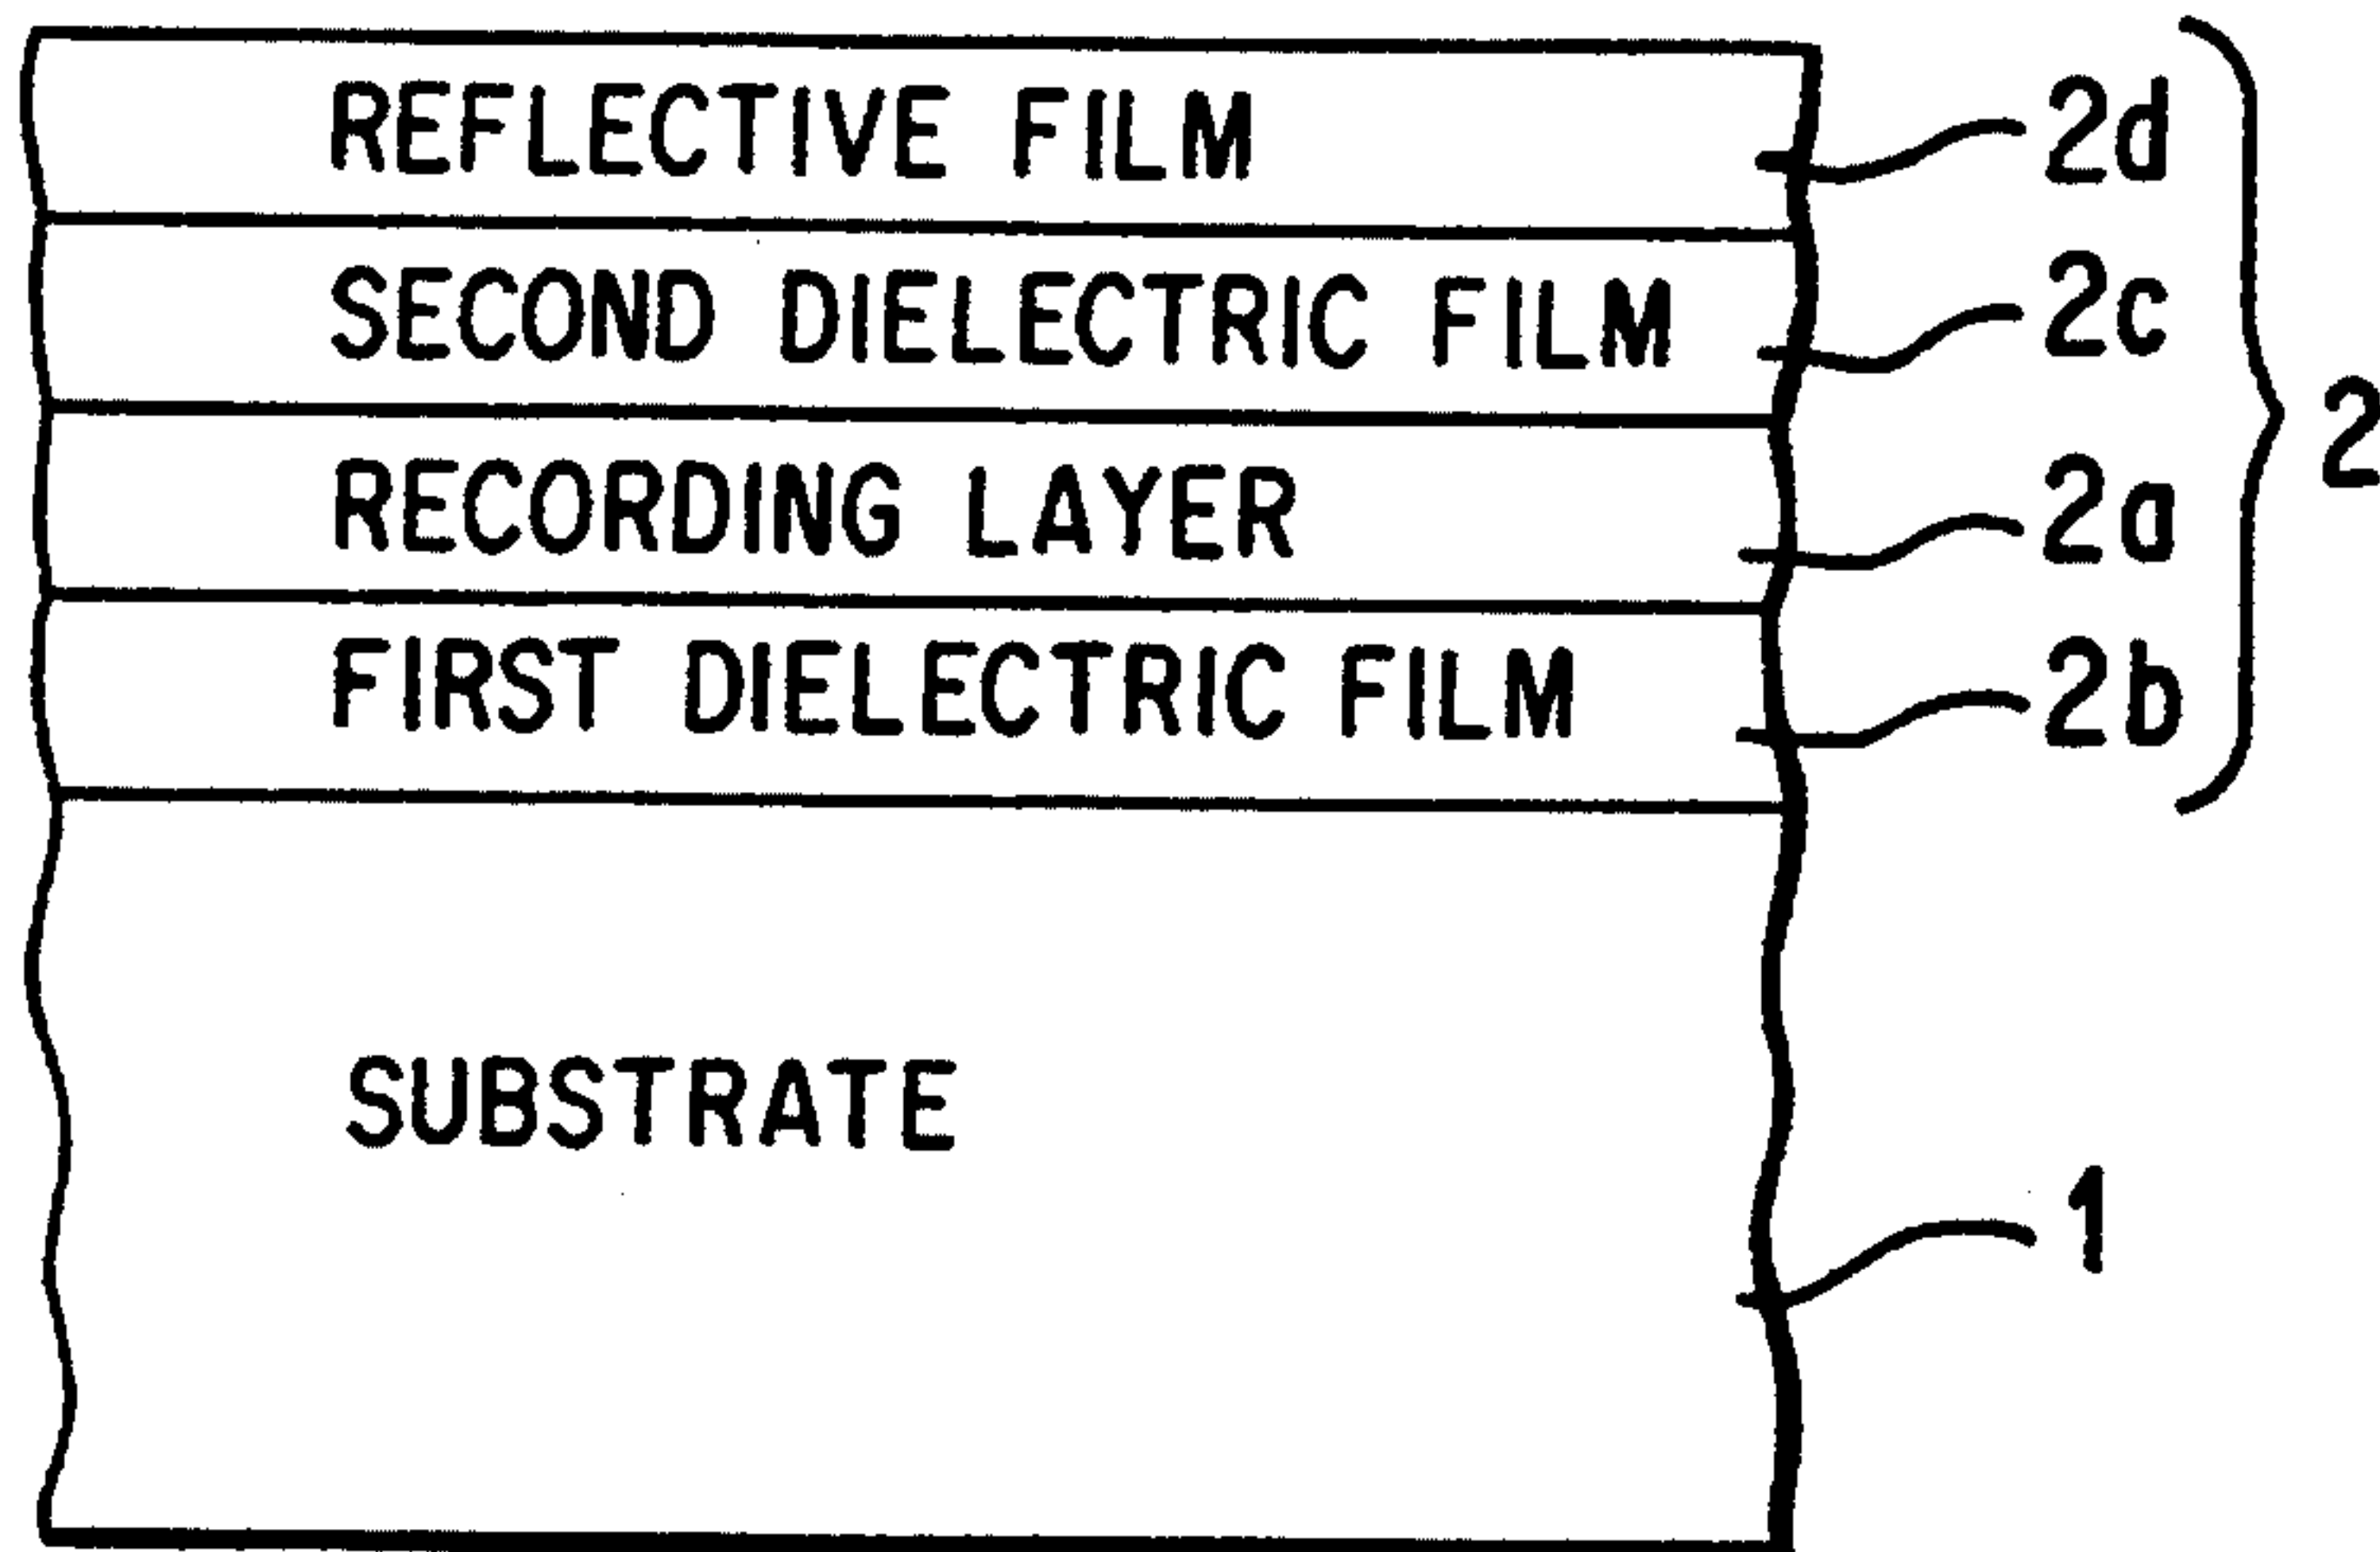 REFLECTIVE FILM 2d
SECOND DIELECTRIC FILM 2c
2
RECORDING LAYER 2a
FIRST DIELECTRIC FILM 2b
SUBSTRATE
1